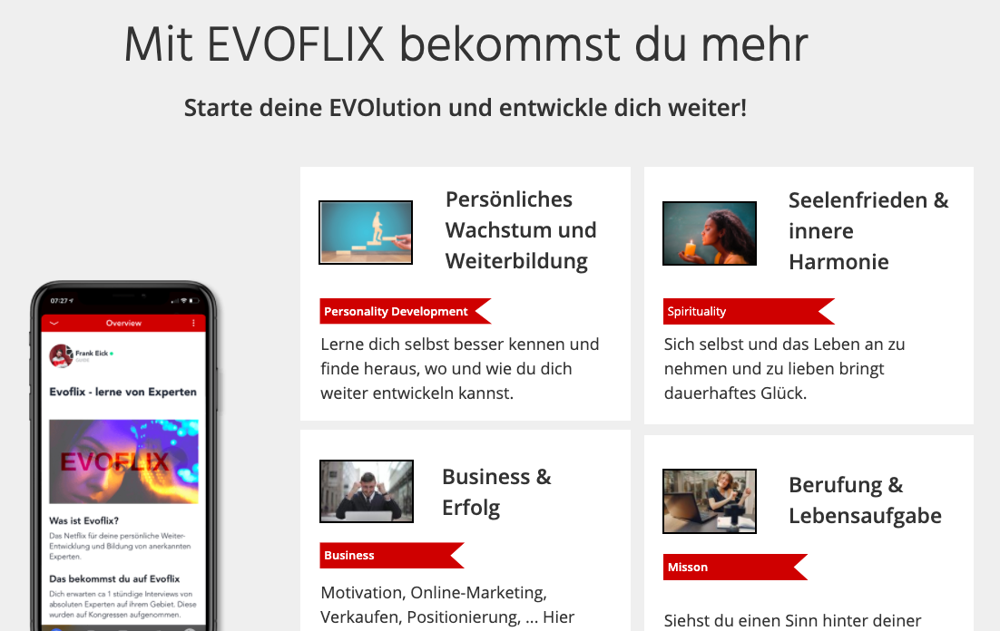 Mit EVOFLIX bekommst du mehr
Starte deine EVOlution und entwickle dich weiter!
Persönliches
Wachstum und
Weiterbildung
Personality Development
Lerne dich selbst besser kennen und
finde heraus, wo und wie du dich
weiter entwickeln kannst.
Seelenfrieden &
innere
Harmonie
Spirituality
Sich selbst und das Leben an zu
nehmen und zu lieben bringt
dauerhaftes Glück.
Business &
Erfolg
Business
Motivation, Online-Marketing,
Verkaufen, Positionierung, ... Hier
Berufung &
Lebensaufgabe
Misson
Siehst du einen Sinn hinter deiner
07:27
Overview
Frank Eick
GUIDE
Evoflix - lerne von Experten
EVOFLIX
Was ist Evoflix?
Das Netflix für deine persönliche Weiter-
Entwicklung und Bildung von anerkannten
Experten.
Das bekommst du auf Evoflix
Dich erwarten ca 1 stündige Interviews von
absoluten Experten auf ihrem Gebiet. Diese
wurden auf Kongressen aufgenommen.